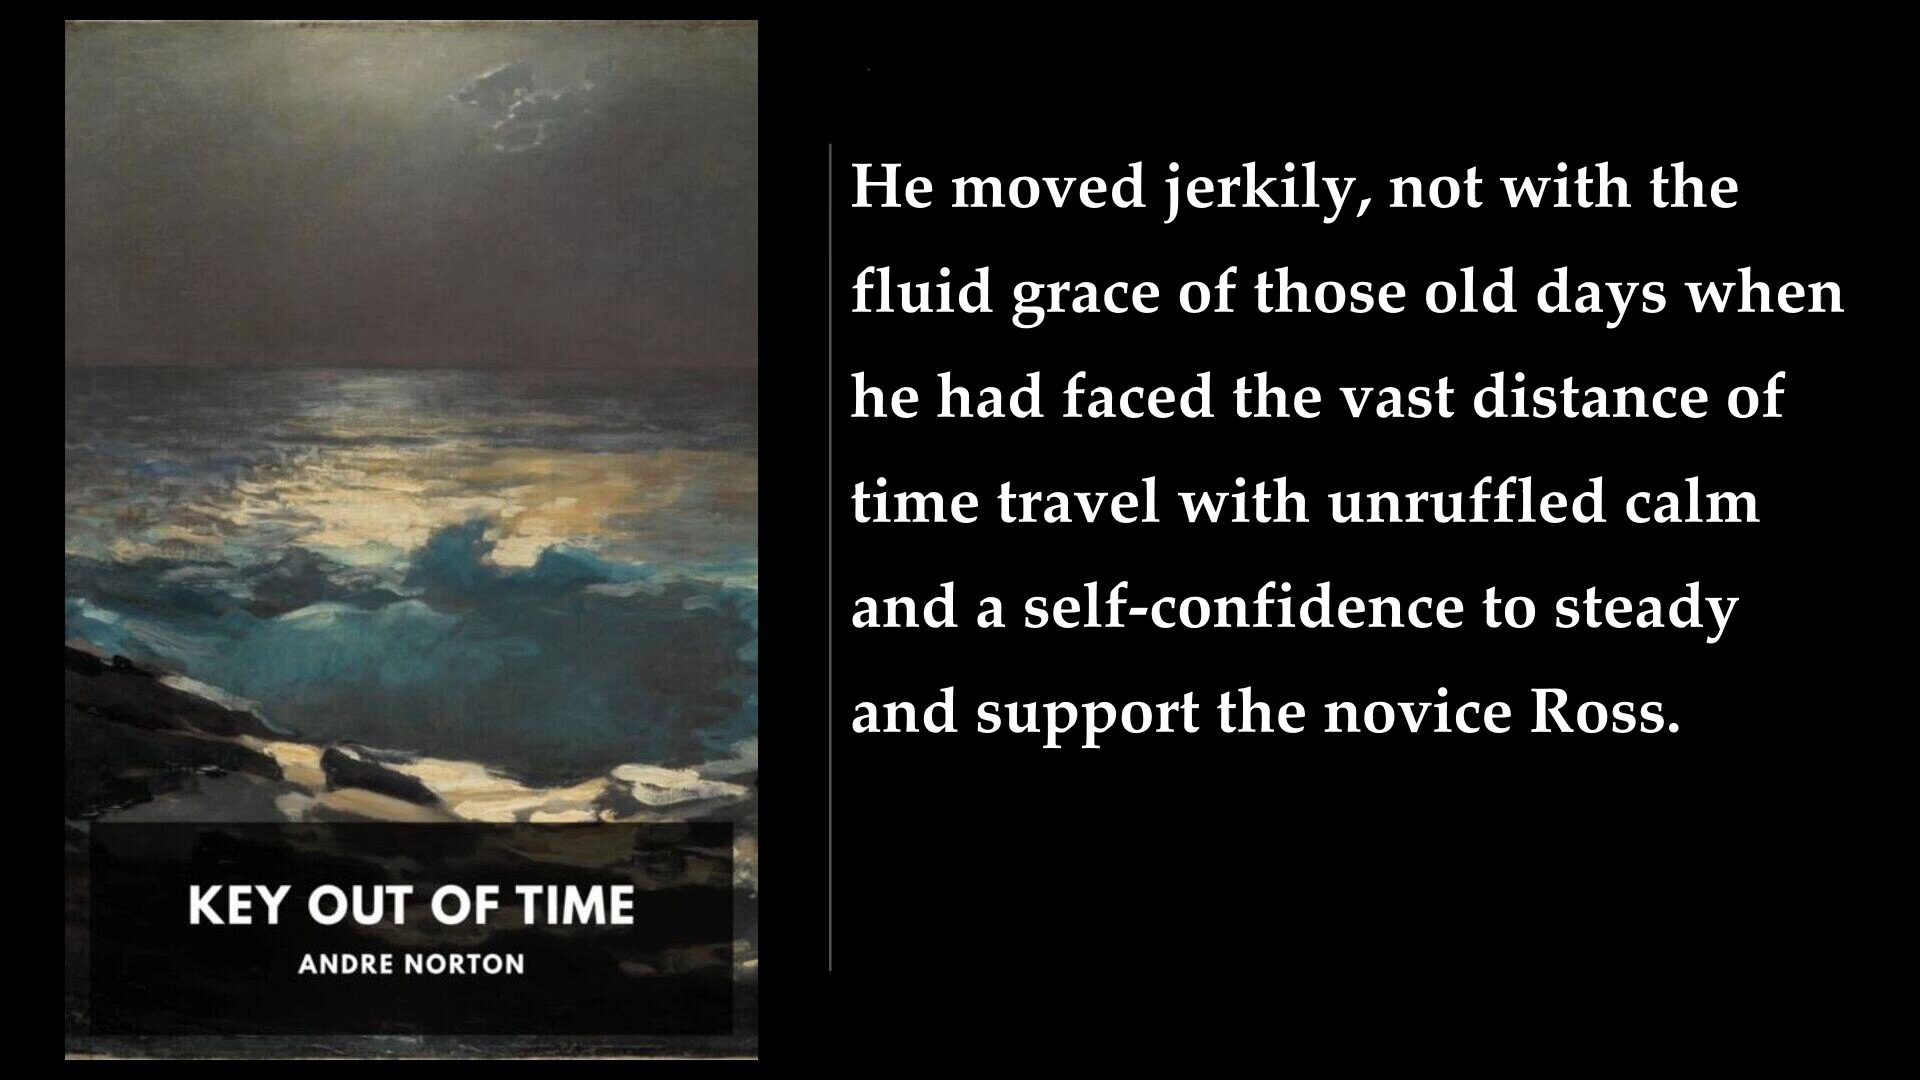 KEY OUT OF TIME
ANDRE NORTON
He moved jerkily, not with the
fluid grace of those old days when
he had faced the vast distance of
time travel with unruffled calm
and a self-confidence to steady
and support the novice Ross.